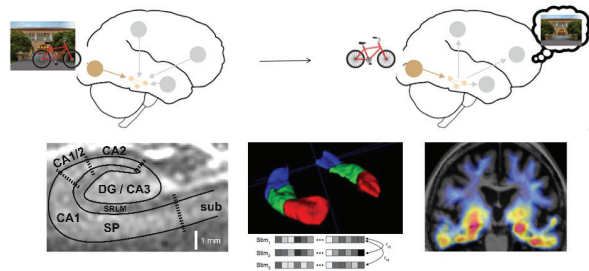 CA1/2
CA2
DG / CA3
SRLM
CA1
SP
sub
1 mm
Stim1
Stim2
Stim3